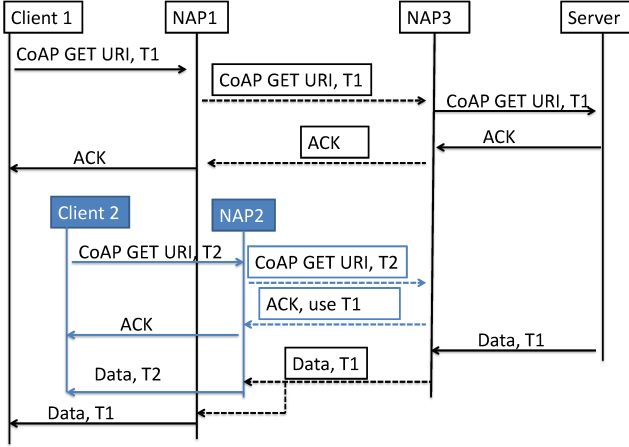 Client 1
NAP1
NAP3
Server
CoAP GET URI, T1
CoAP GET URI, T1
CoAP GET URI, T1
ACK
ACK
ACK
Client 2
NAP2
CoAP GET URI, T2
CoAP GET URI, T2
ACK, use T1
ACK
Data, T1
Data, T1
Data, T2
Data, T1